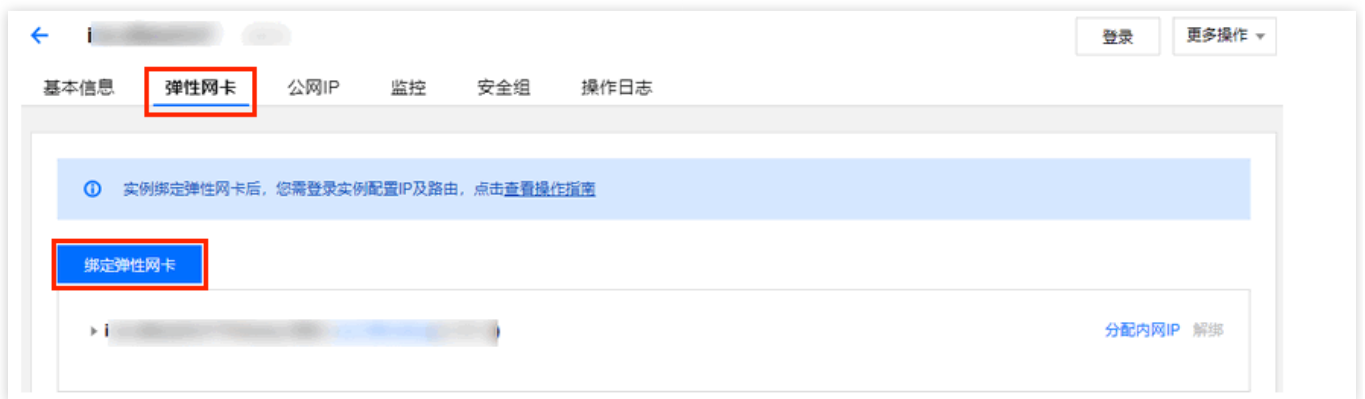 登录 更多操作
基本信息 弹性网卡 公网IP 监控 安全组 操作日志
实例绑定弹性网卡后，您需登录实例配置IP及路由，点击查看操作指南
绑定弹性网卡
分配内网IP 解绑